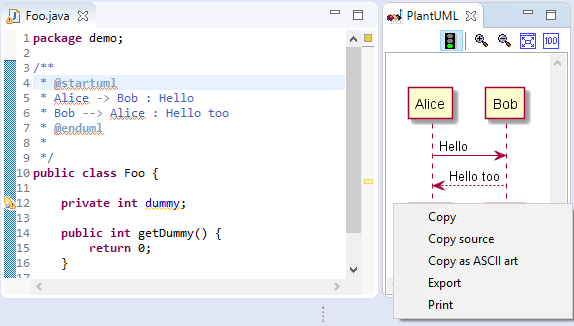 Foo.java
1 package demo;
2
3 /**
4 * @startuml
5 * Alice -> Bob : Hello
6 * Bob --> Alice : Hello too
7 * @enduml
8 *
9 */
10 public class Foo {
11
12 private int dummy;
13
14 public int getDummy() {
15 return 0;
16 }
PlantUML
100
Alice Bob
Hello
Hello too
Copy
Copy source
Copy as ASCII art
Export
Print